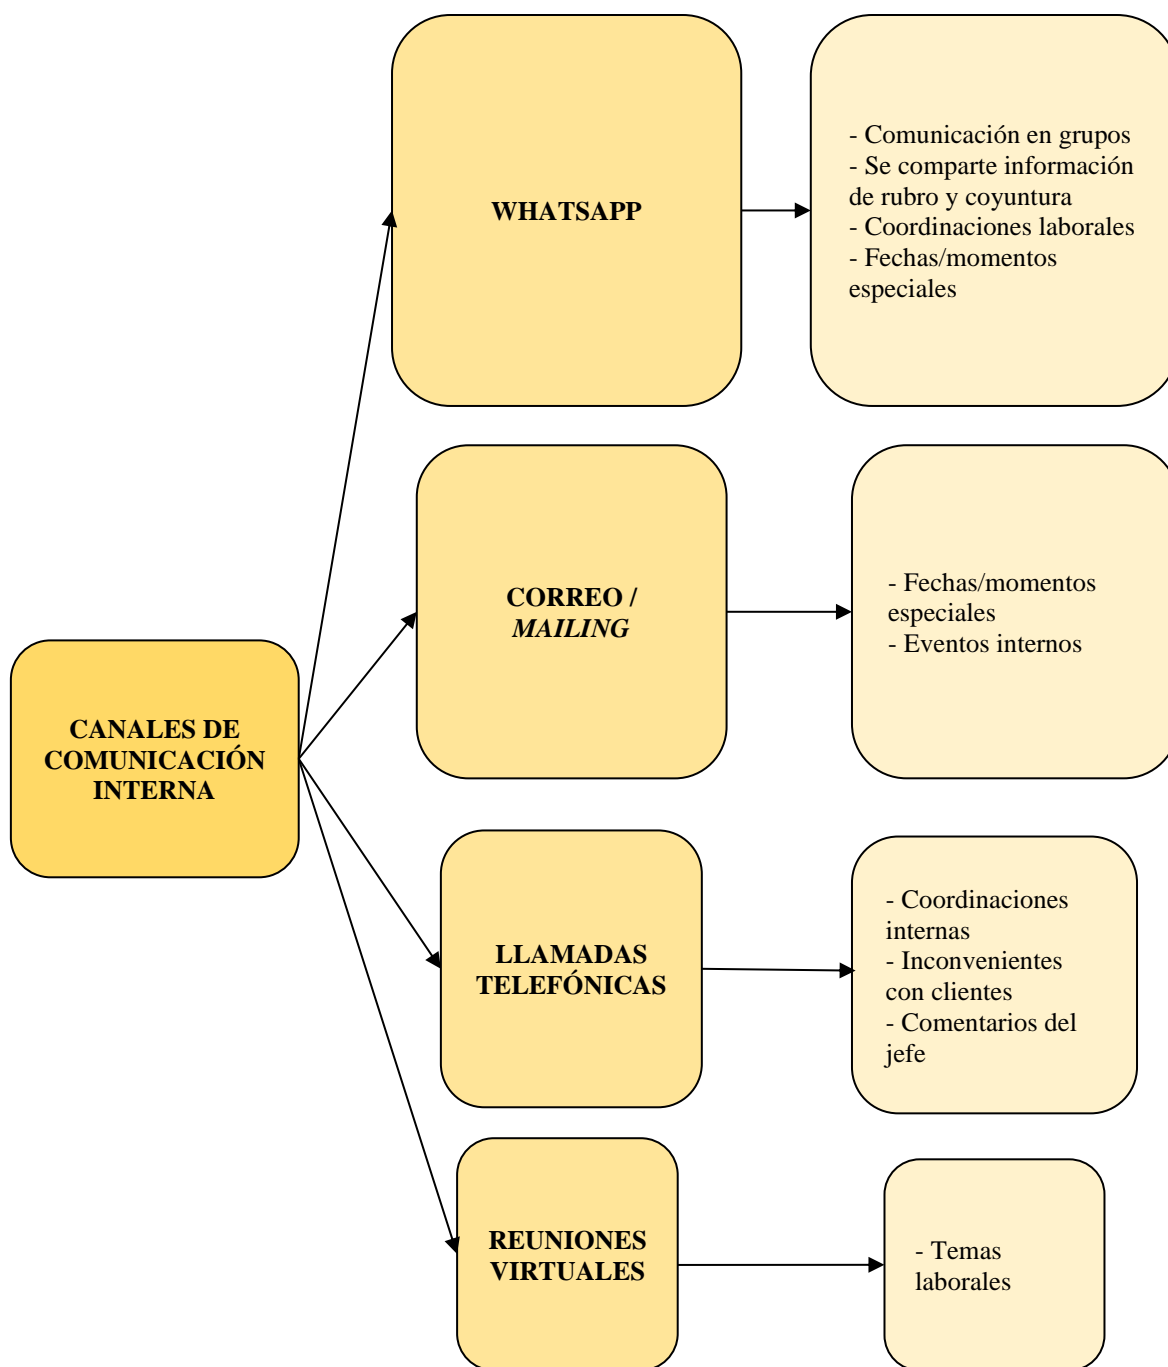 WHATSAPP
- Comunicación en grupos
- Se comparte información
de rubro y coyuntura
- Coordinaciones laborales
- Fechas/momentos
especiales
CORREO /
MAILING
- Fechas/momentos
especiales
- Eventos internos
CANALES DE
COMUNICACIÓN
INTERNA
LLAMADAS
TELEFÓNICAS
- Coordinaciones
internas
- Inconvenientes
con clientes
- Comentarios del
jefe
REUNIONES
VIRTUALES
- Temas
laborales